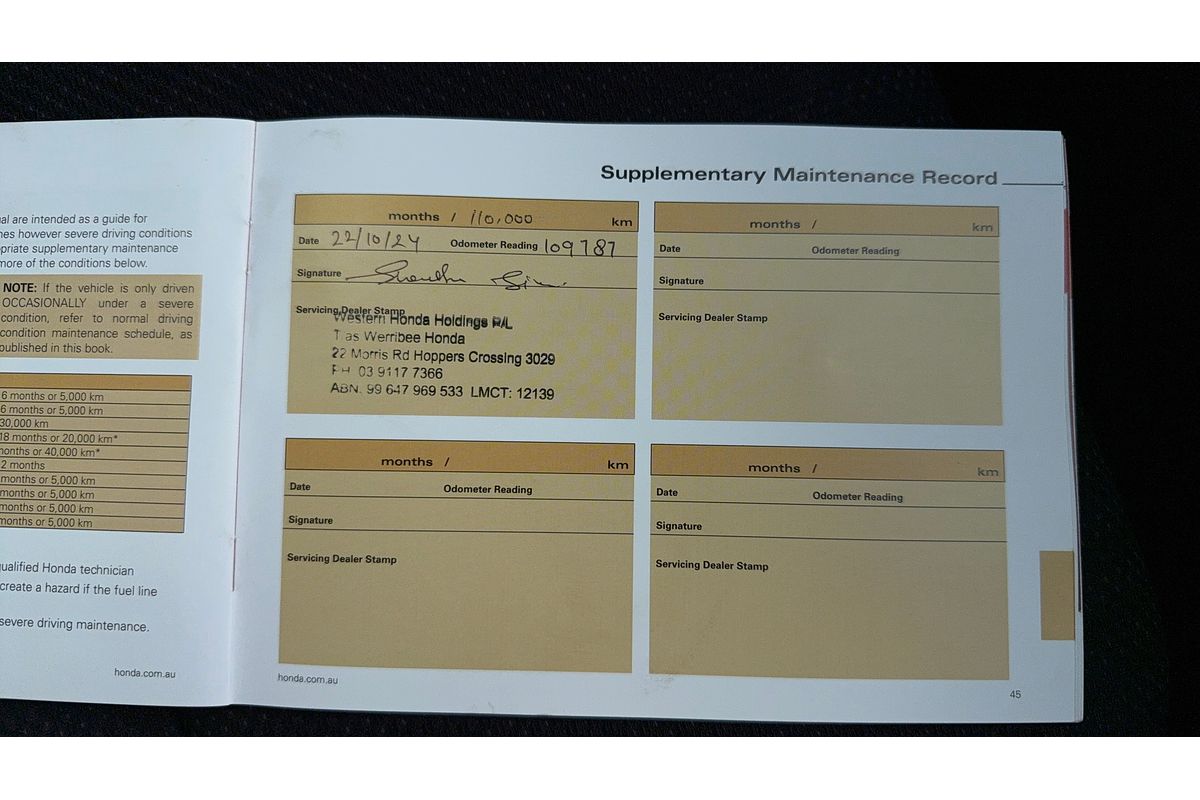 al are intended as a guide for
nes however severe driving conditions
opriate supplementary maintenance
more of the conditions below.
NOTE: If the vehicle is only driven
OCCASIONALLY under a severe
condition, refer to normal driving
condition maintenance schedule, as
published in this book.
6 months or 5,000 km
6 months or 5,000 km
30,000 km
18 months or 20,000 km*
months or 40,000 km*
2 months
months or 5,000 km
months or 5,000 km
months or 5,000 km
months or 5,000 km
qualified Honda technician
create a hazard if the fuel line
severe driving maintenance.
honda.com.au
Supplementary Maintenance Record
months / 110,000 km
Date 22/10/24 Odometer Reading 109787
Signature
Servicing Dealer Stamp
Western Honda Holdings P/L
T as Werribee Honda
22 Morris Rd Hoppers Crossing 3029
PH 03 9117 7366
ABN. 99 647 969 533 LMCT: 12139
months / km
Date Odometer Reading
Signature
Servicing Dealer Stamp
months / km
Date Odometer Reading
Signature
Servicing Dealer Stamp
months / km
Date Odometer Reading
Signature
Servicing Dealer Stamp
honda.com.au
45